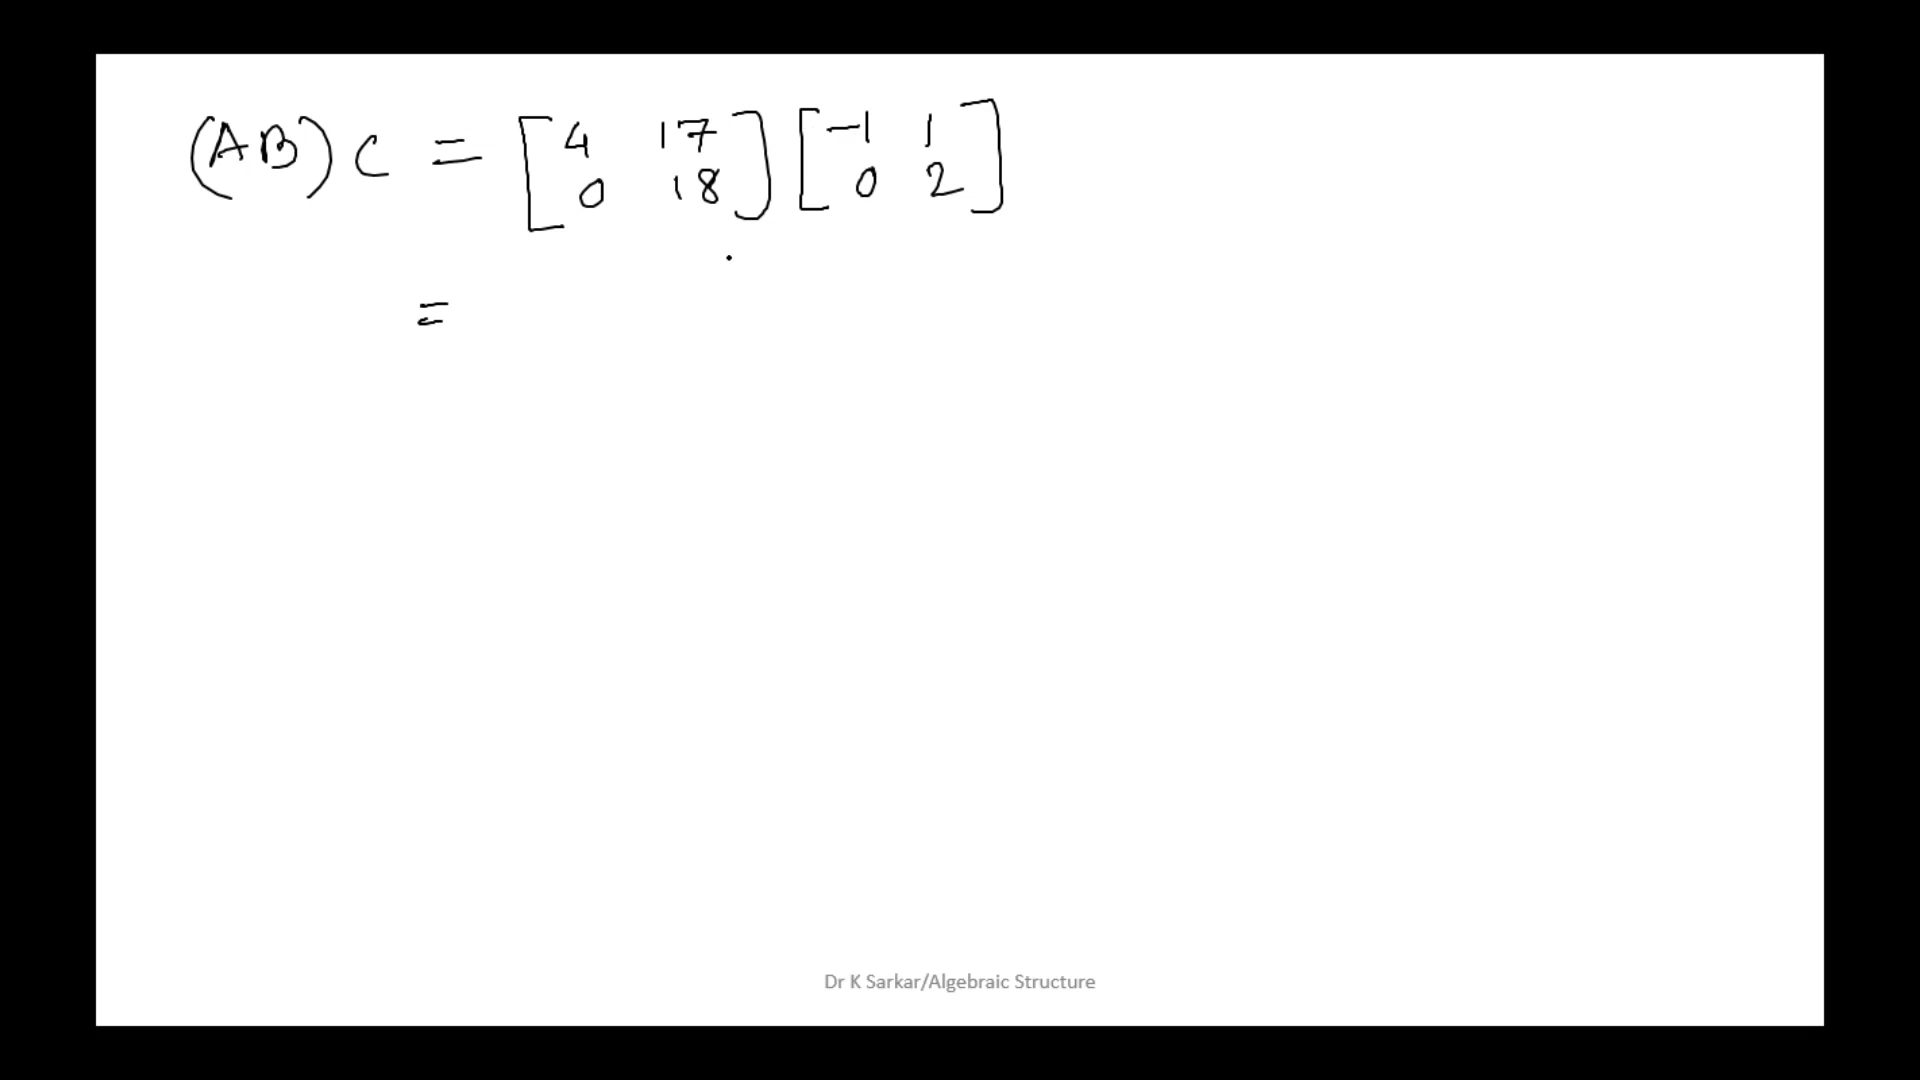 (AB) C = [4 17] [-1 1]
[0 18] [0 2]
=
Dr K Sarkar/Algebraic Structure